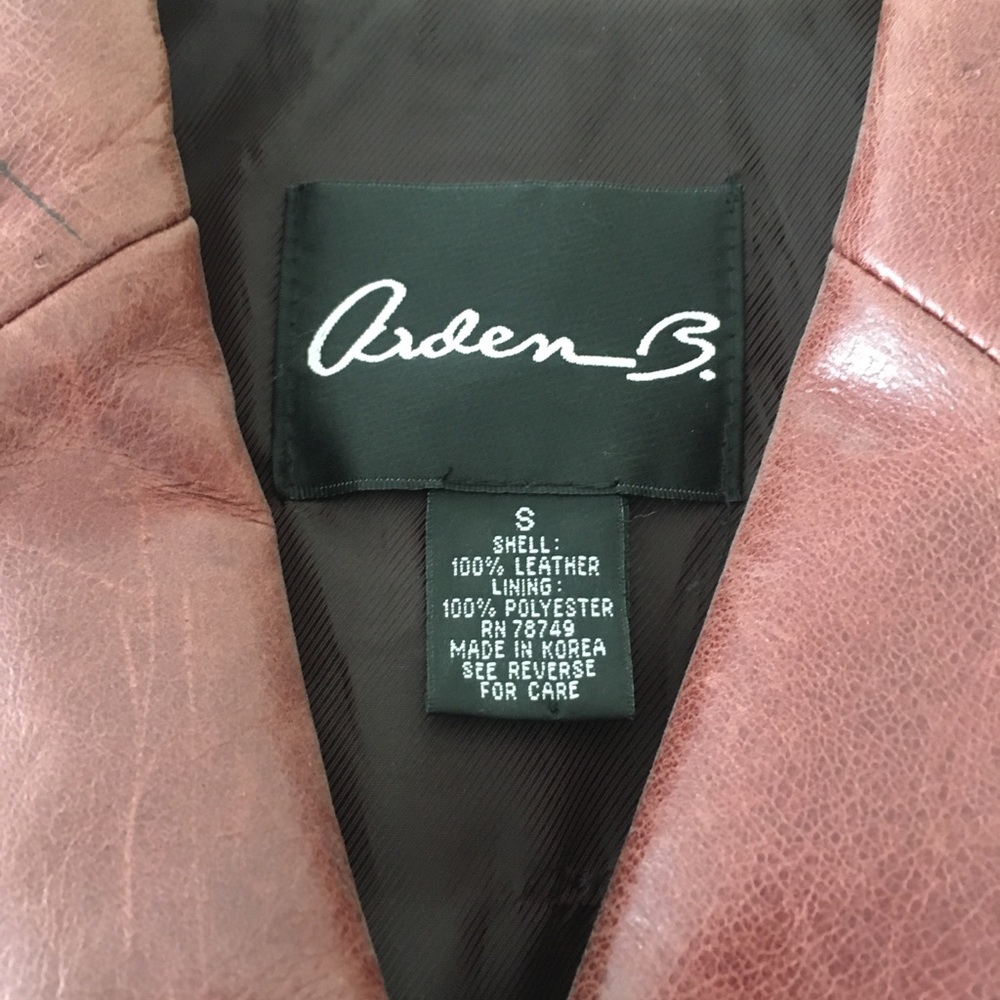 Arden B.
S
SHELL:
100% LEATHER
LINING:
100% POLYESTER
RN 78749
MADE IN KOREA
SEE REVERSE
FOR CARE